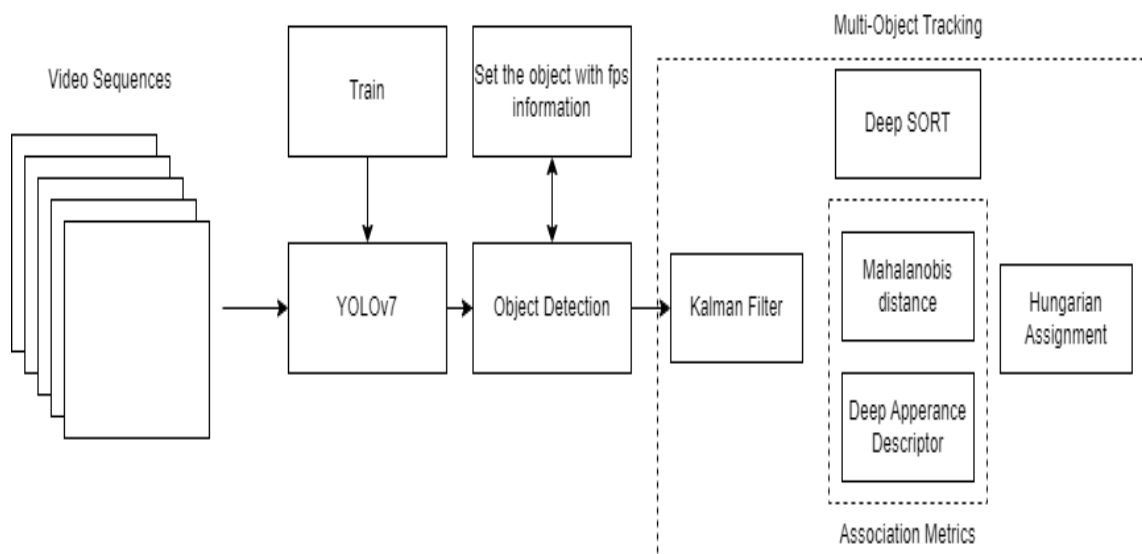 Multi-Object Tracking
Video Sequences
Train
Set the object with fps
information
Deep SORT
YOLOv7
Object Detection
Kalman Filter
Mahalanobis
distance
Hungarian
Assignment
Deep Apperance
Descriptor
Association Metrics